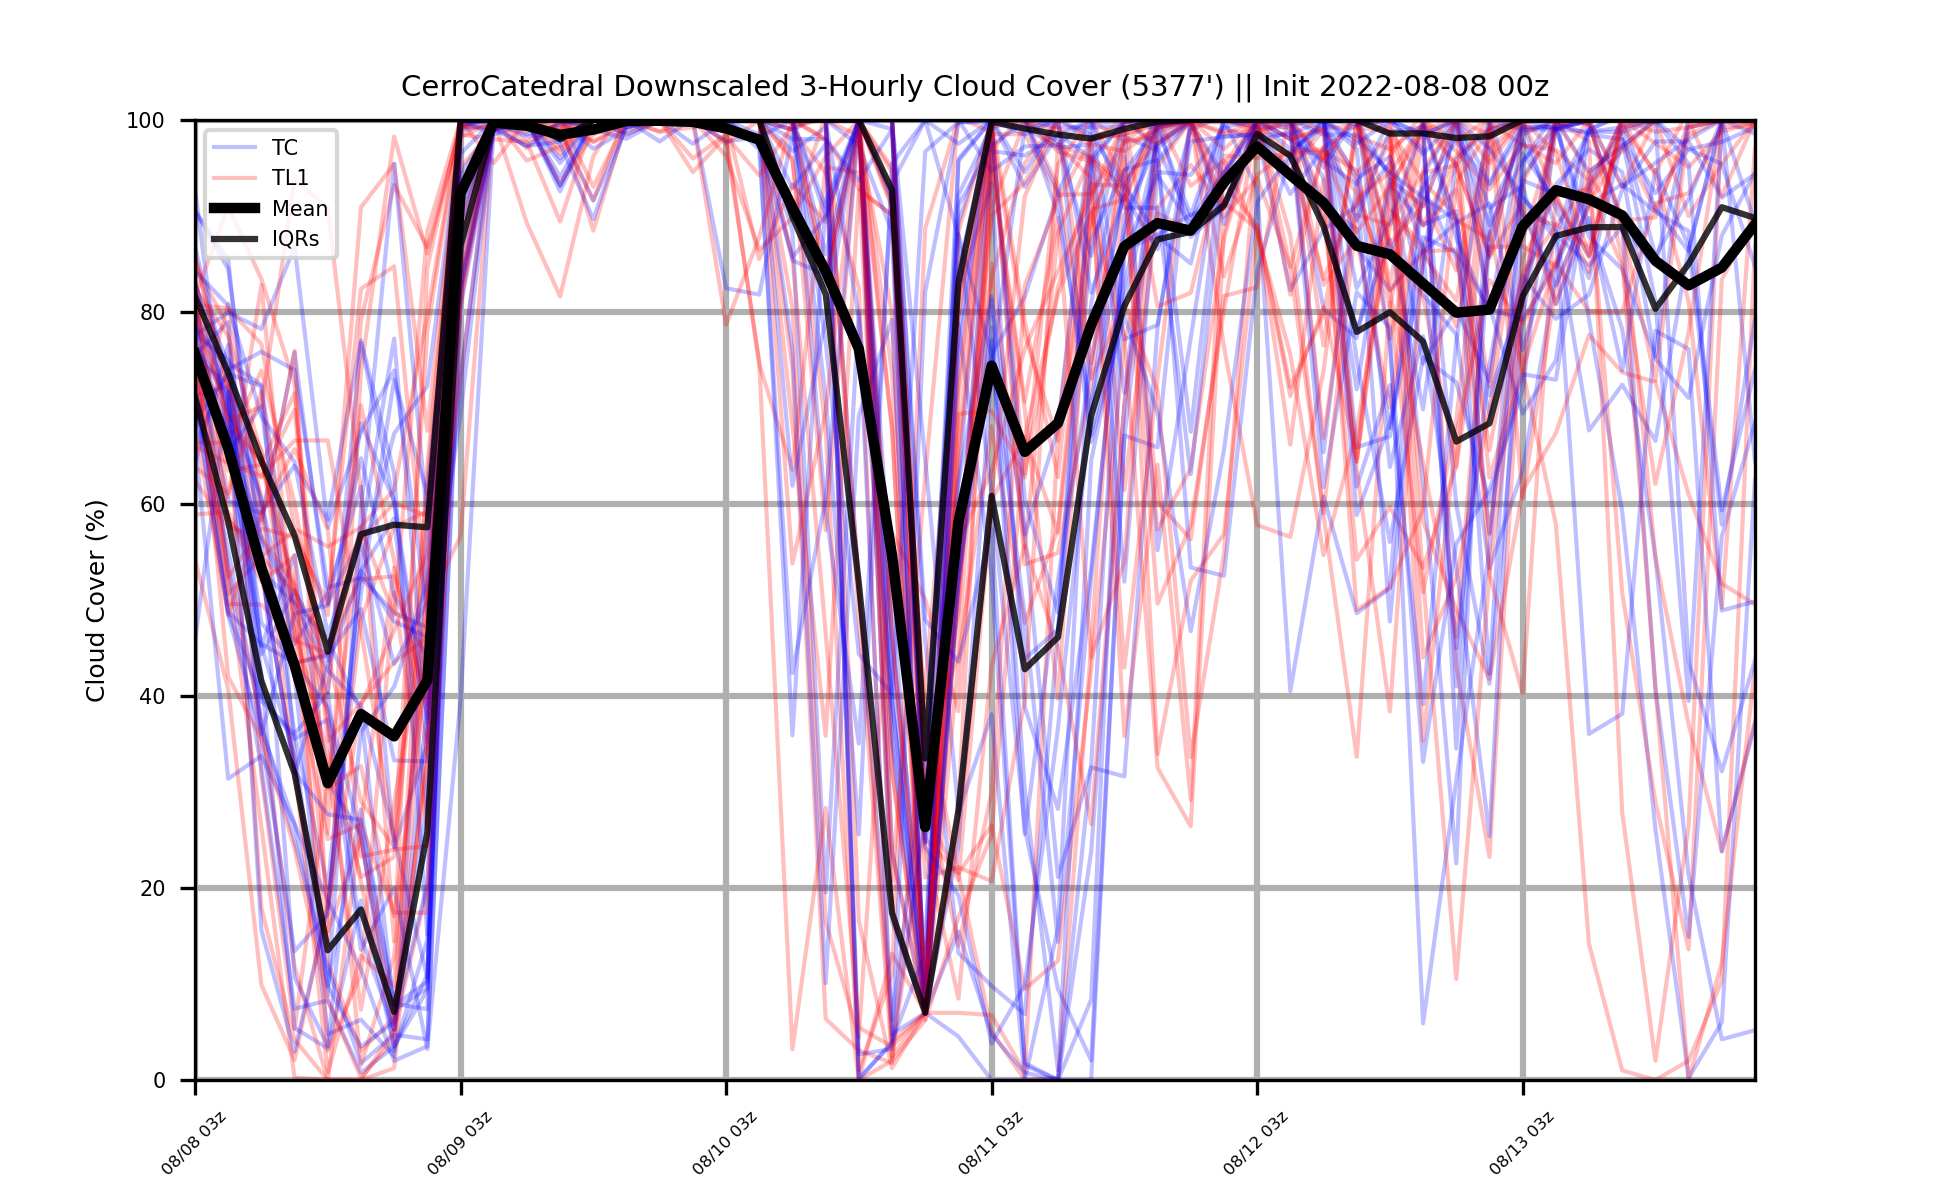 CerroCatedral Downscaled 3-Hourly Cloud Cover (5377') || Init 2022-08-08 00z
TC
TL1
Mean
IQRs
Cloud Cover (%)
100
80
60
40
20
0
08/08 03z
08/09 03z
08/10 03z
08/11 03z
08/12 03z
08/13 03z